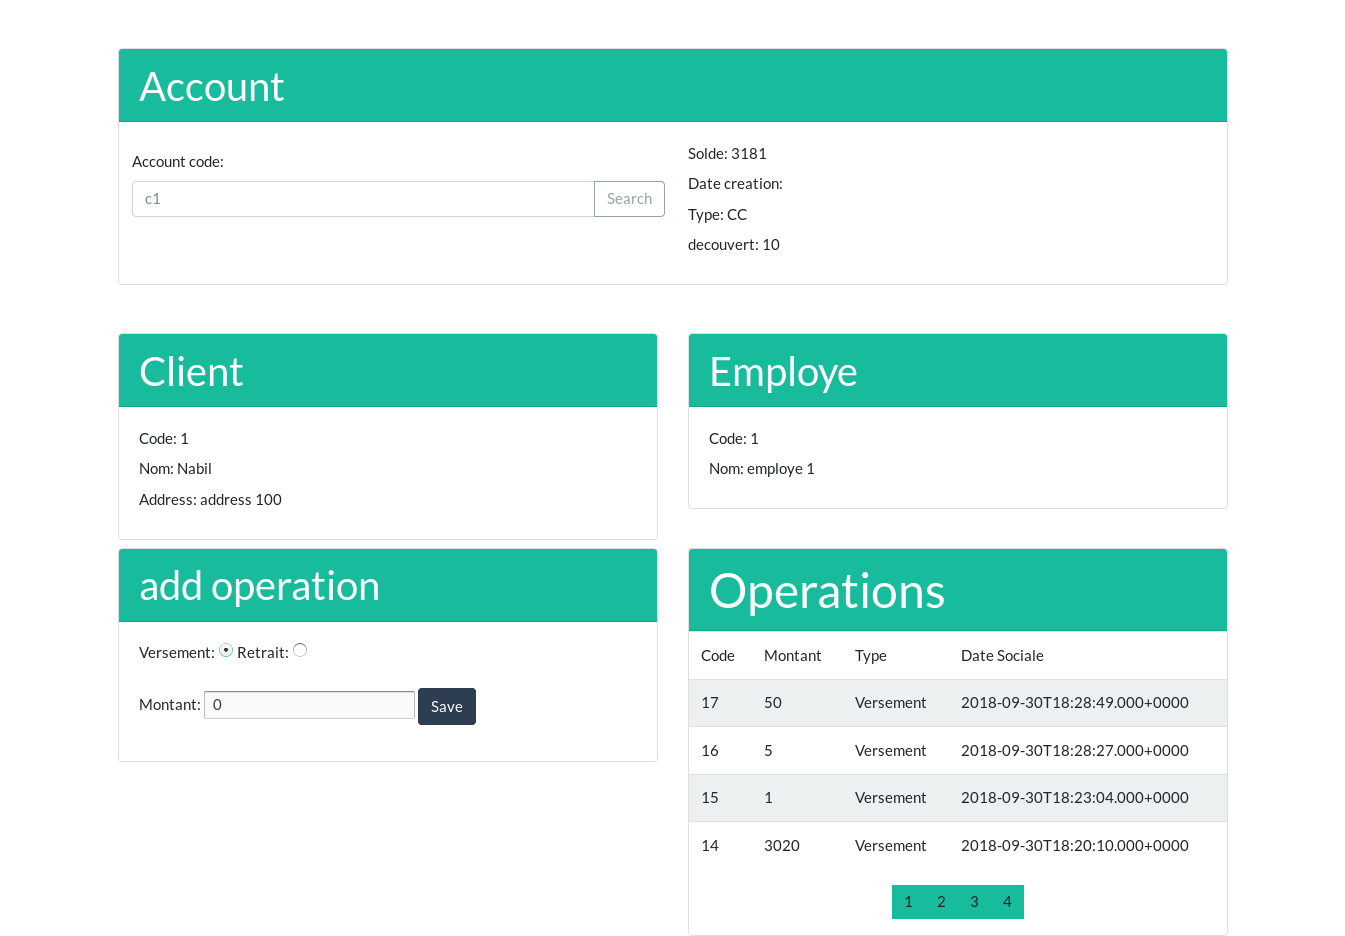 Account
Account code:
c1 Search
Solde: 3181
Date creation:
Type: CC
decouvert: 10
Client
Code: 1
Nom: Nabil
Address: address 100
Employe
Code: 1
Nom: employe 1
add operation
Versement: Retrait:
Montant: 0 Save
Operations
Code Montant Type Date Sociale
17 50 Versement 2018-09-30T18:28:49.000+0000
16 5 Versement 2018-09-30T18:28:27.000+0000
15 1 Versement 2018-09-30T18:23:04.000+0000
14 3020 Versement 2018-09-30T18:20:10.000+0000
1 2 3 4